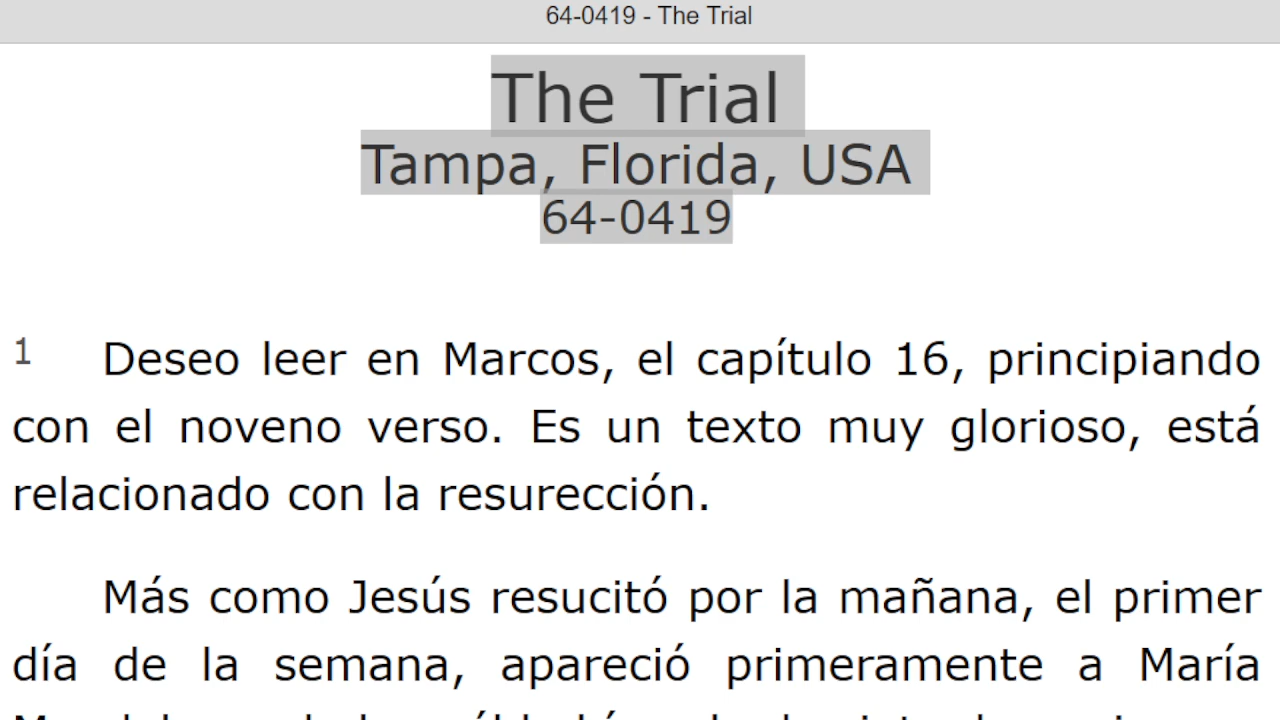 64-0419 - The Trial
The Trial
Tampa, Florida, USA
64-0419
1 Deseo leer en Marcos, el capítulo 16, principiando
con el noveno verso. Es un texto muy glorioso, está
relacionado con la resurección.
Más como Jesús resucitó por la mañana, el primer
día de la semana, apareció primeramente a María